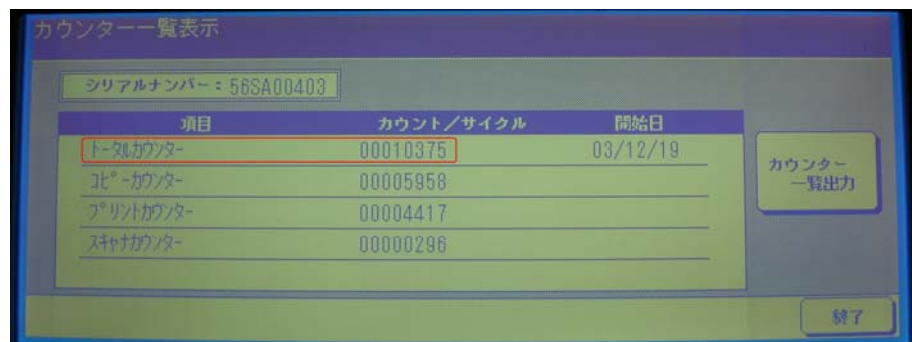 カウンター一覧表示
シリアルナンバー：56SA00403
項目 カウント／サイクル 開始日
ﾄｰﾀﾙｶｳﾝﾀｰ 00010375 03/12/19
ｺﾋﾟｰｶｳﾝﾀｰ 00005958
ﾌﾟﾘﾝﾄｶｳﾝﾀｰ 00004417
ｽｷｬﾅｶｳﾝﾀｰ 00000296
カウンター
一覧出力
終了